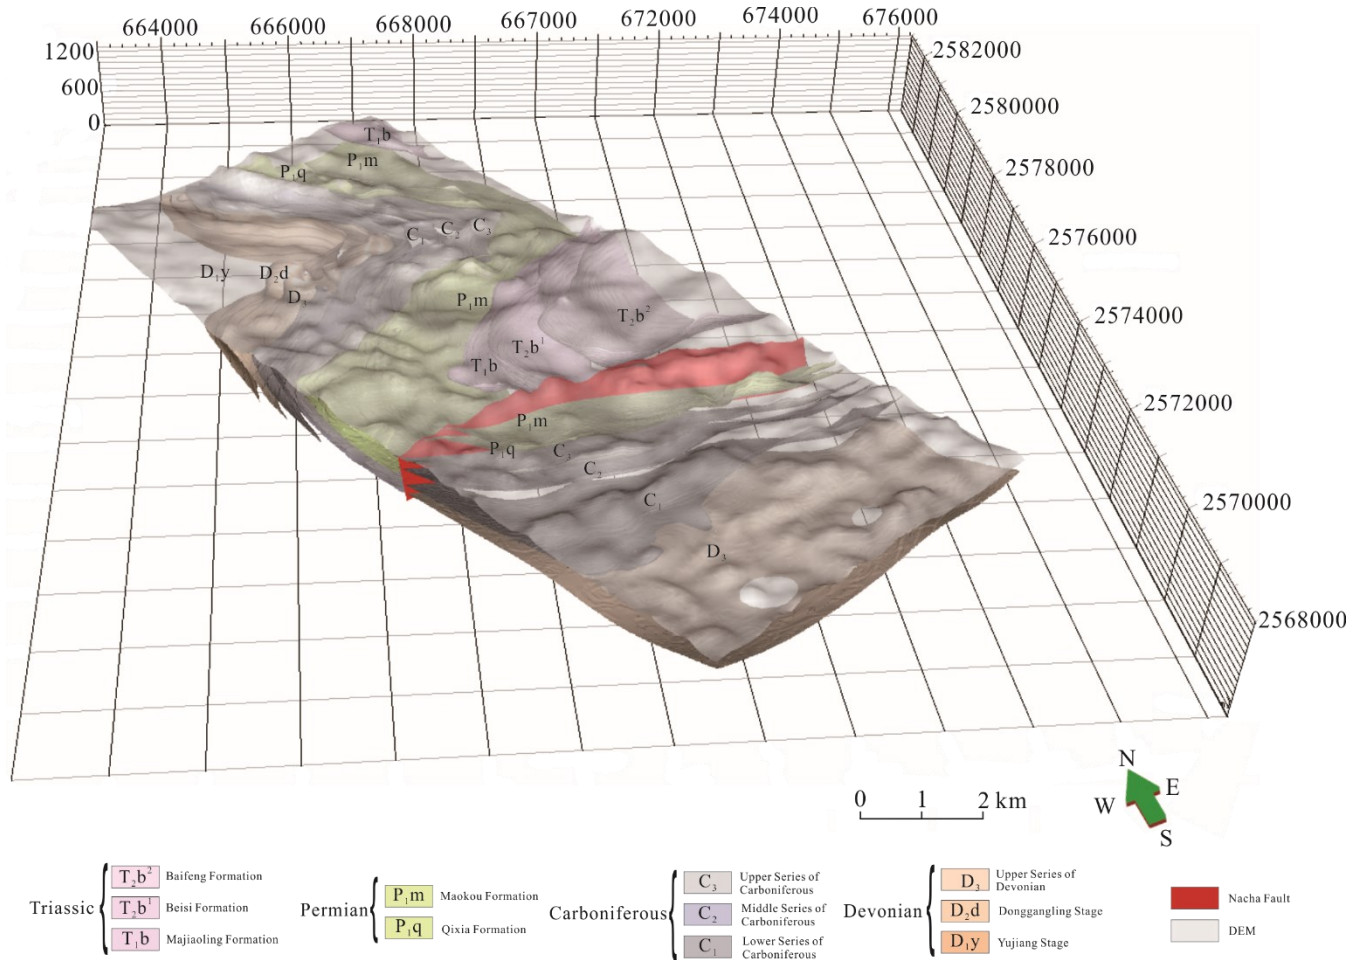 664000 666000 668000 667000 672000 674000 676000
1200
600
0
2582000
2580000
2578000
2576000
2574000
2572000
2570000
2568000
T₁b
P₁m
P₁q
C₁ C₂ C₃
D₁y D₂d
D₃
P₁m
T₂b²
T₂b¹
T₁b
P₁m
P₁q C₃
C₂
C₁
D₃
N
E
W
S
0 1 2 km
Triassic
T₂b² Baifeng Formation
T₂b¹ Beisi Formation
T₁b Majiaoling Formation
Permian
P₁m Maokou Formation
P₁q Qixia Formation
Carboniferous
C₃ Upper Series of
Carboniferous
C₂ Middle Series of
Carboniferous
C₁ Lower Series of
Carboniferous
Devonian
D₃ Upper Series of
Devonian
D₂d Donggangling Stage
D₁y Yujiang Stage
Nacha Fault
DEM